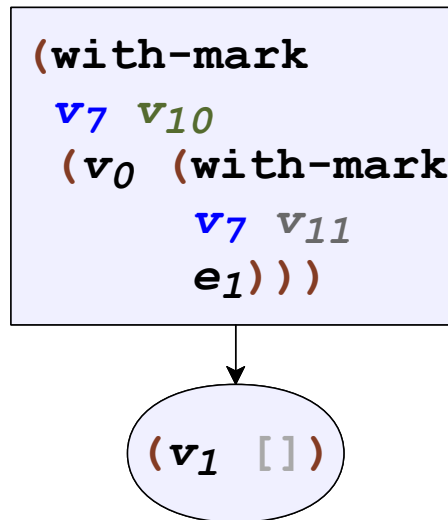 (with-mark
v7 v10
(v0 (with-mark
v7 v11
e1)))
(v1 [])